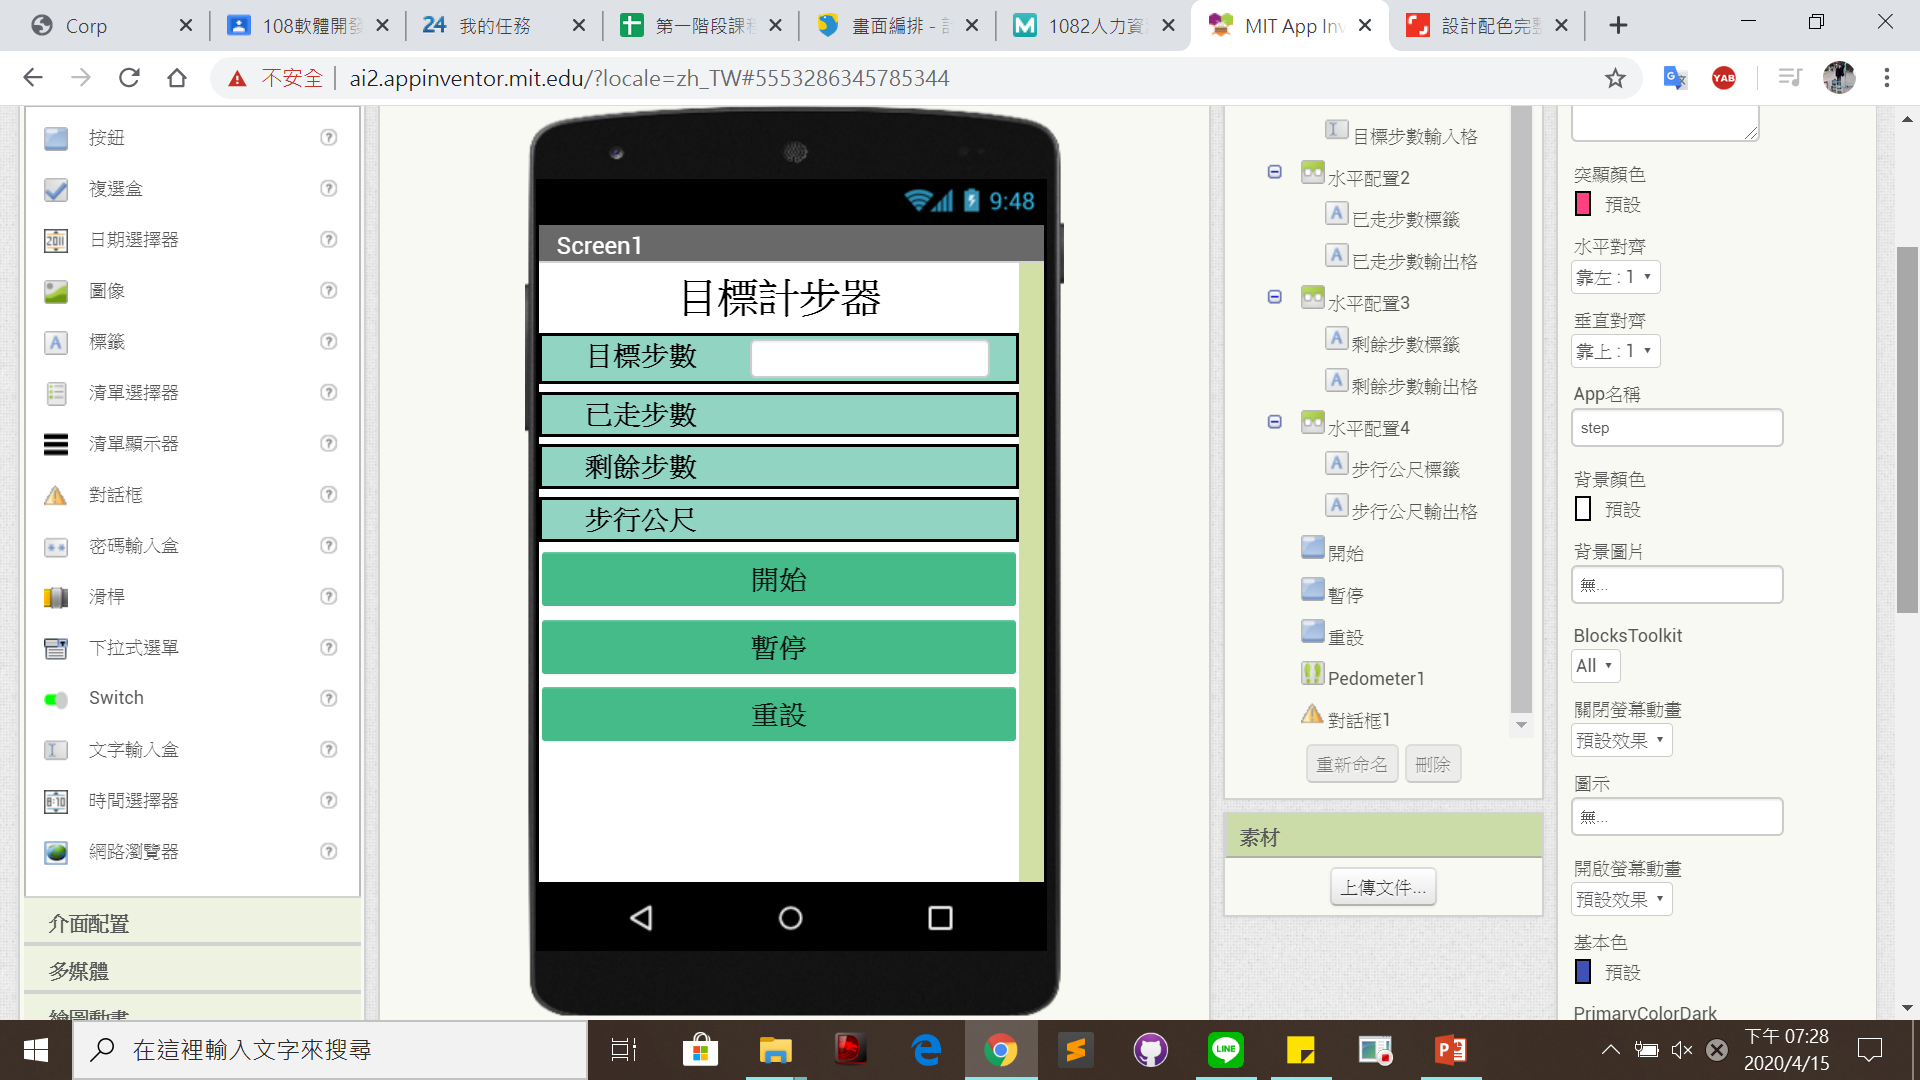 Corp
108軟體開發
24 我的任務
第一階段課程
畫面編排 - 
1082人力資
MIT App Inv
設計配色完
不安全
ai2.appinventor.mit.edu/?locale=zh_TW#5553286345785344
YAB
按鈕
複選盒
日期選擇器
圖像
標籤
清單選擇器
清單顯示器
對話框
密碼輸入盒
滑桿
下拉式選單
Switch
文字輸入盒
時間選擇器
網路瀏覽器
介面配置
多媒體
繪圖動畫
9:48
Screen1
目標計步器
目標步數
已走步數
剩餘步數
步行公尺
開始
暫停
重設
目標步數輸入格
水平配置2
已走步數標籤
已走步數輸出格
水平配置3
剩餘步數標籤
剩餘步數輸出格
水平配置4
步行公尺標籤
步行公尺輸出格
開始
暫停
重設
Pedometer1
對話框1
重新命名
刪除
素材
上傳文件...
突顯顏色
預設
水平對齊
靠左 : 1
垂直對齊
靠上 : 1
App名稱
step
背景顏色
預設
背景圖片
無...
BlocksToolkit
All
關閉螢幕動畫
預設效果
圖示
無...
開啟螢幕動畫
預設效果
基本色
預設
PrimaryColorDark
在這裡輸入文字來搜尋
LINE
下午 07:28
2020/4/15